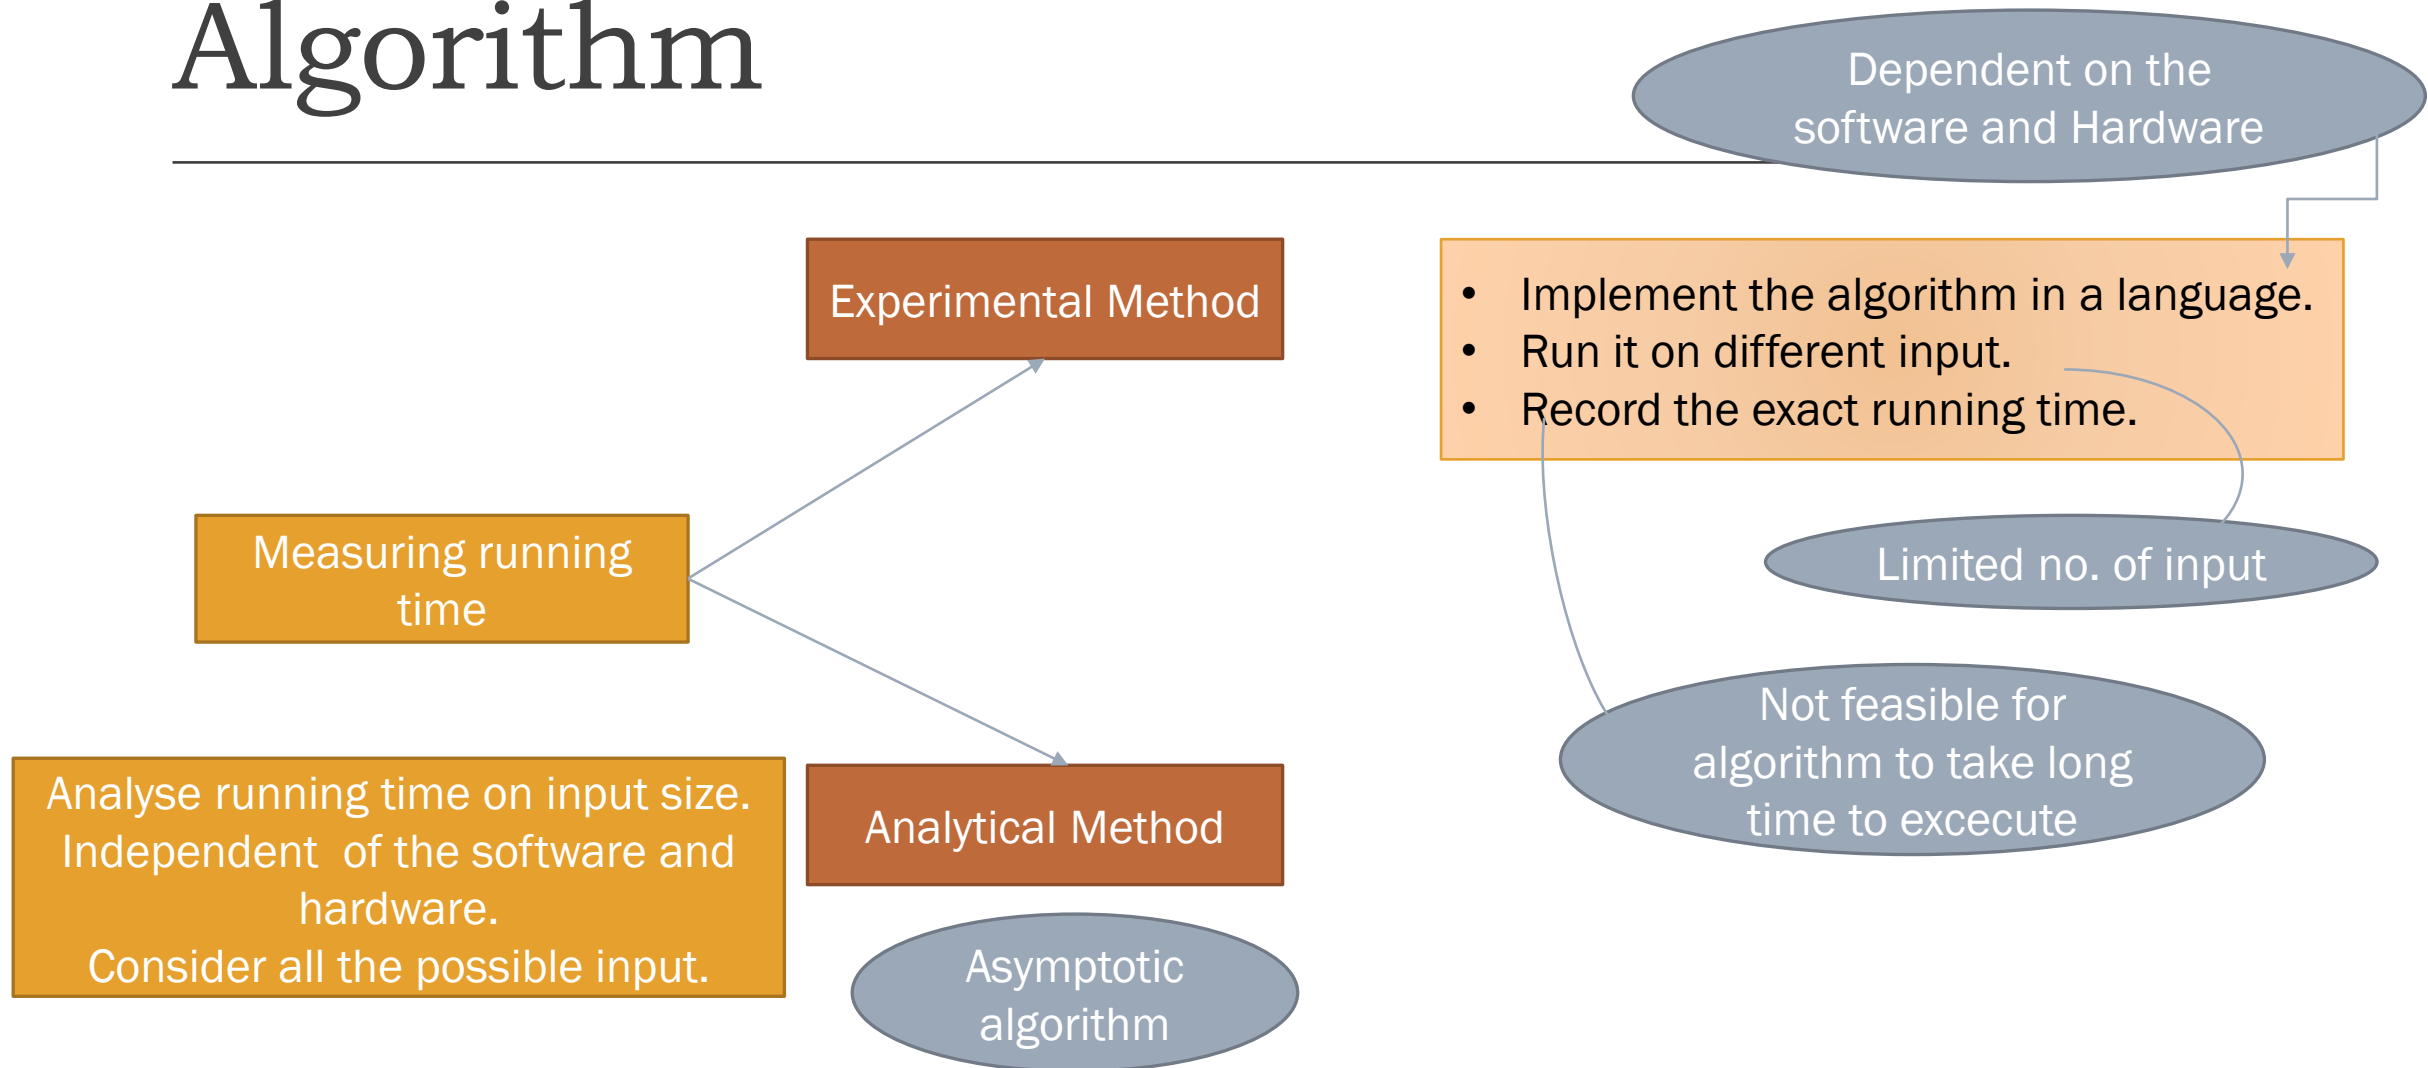 Algorithm
Dependent on the
software and Hardware
Experimental Method
• Implement the algorithm in a language.
• Run it on different input.
• Record the exact running time.
Measuring running
time
Limited no. of input
Not feasible for
algorithm to take long
time to excecute
Analyse running time on input size.
Independent  of the software and
hardware.
Consider all the possible input.
Analytical Method
Asymptotic
algorithm